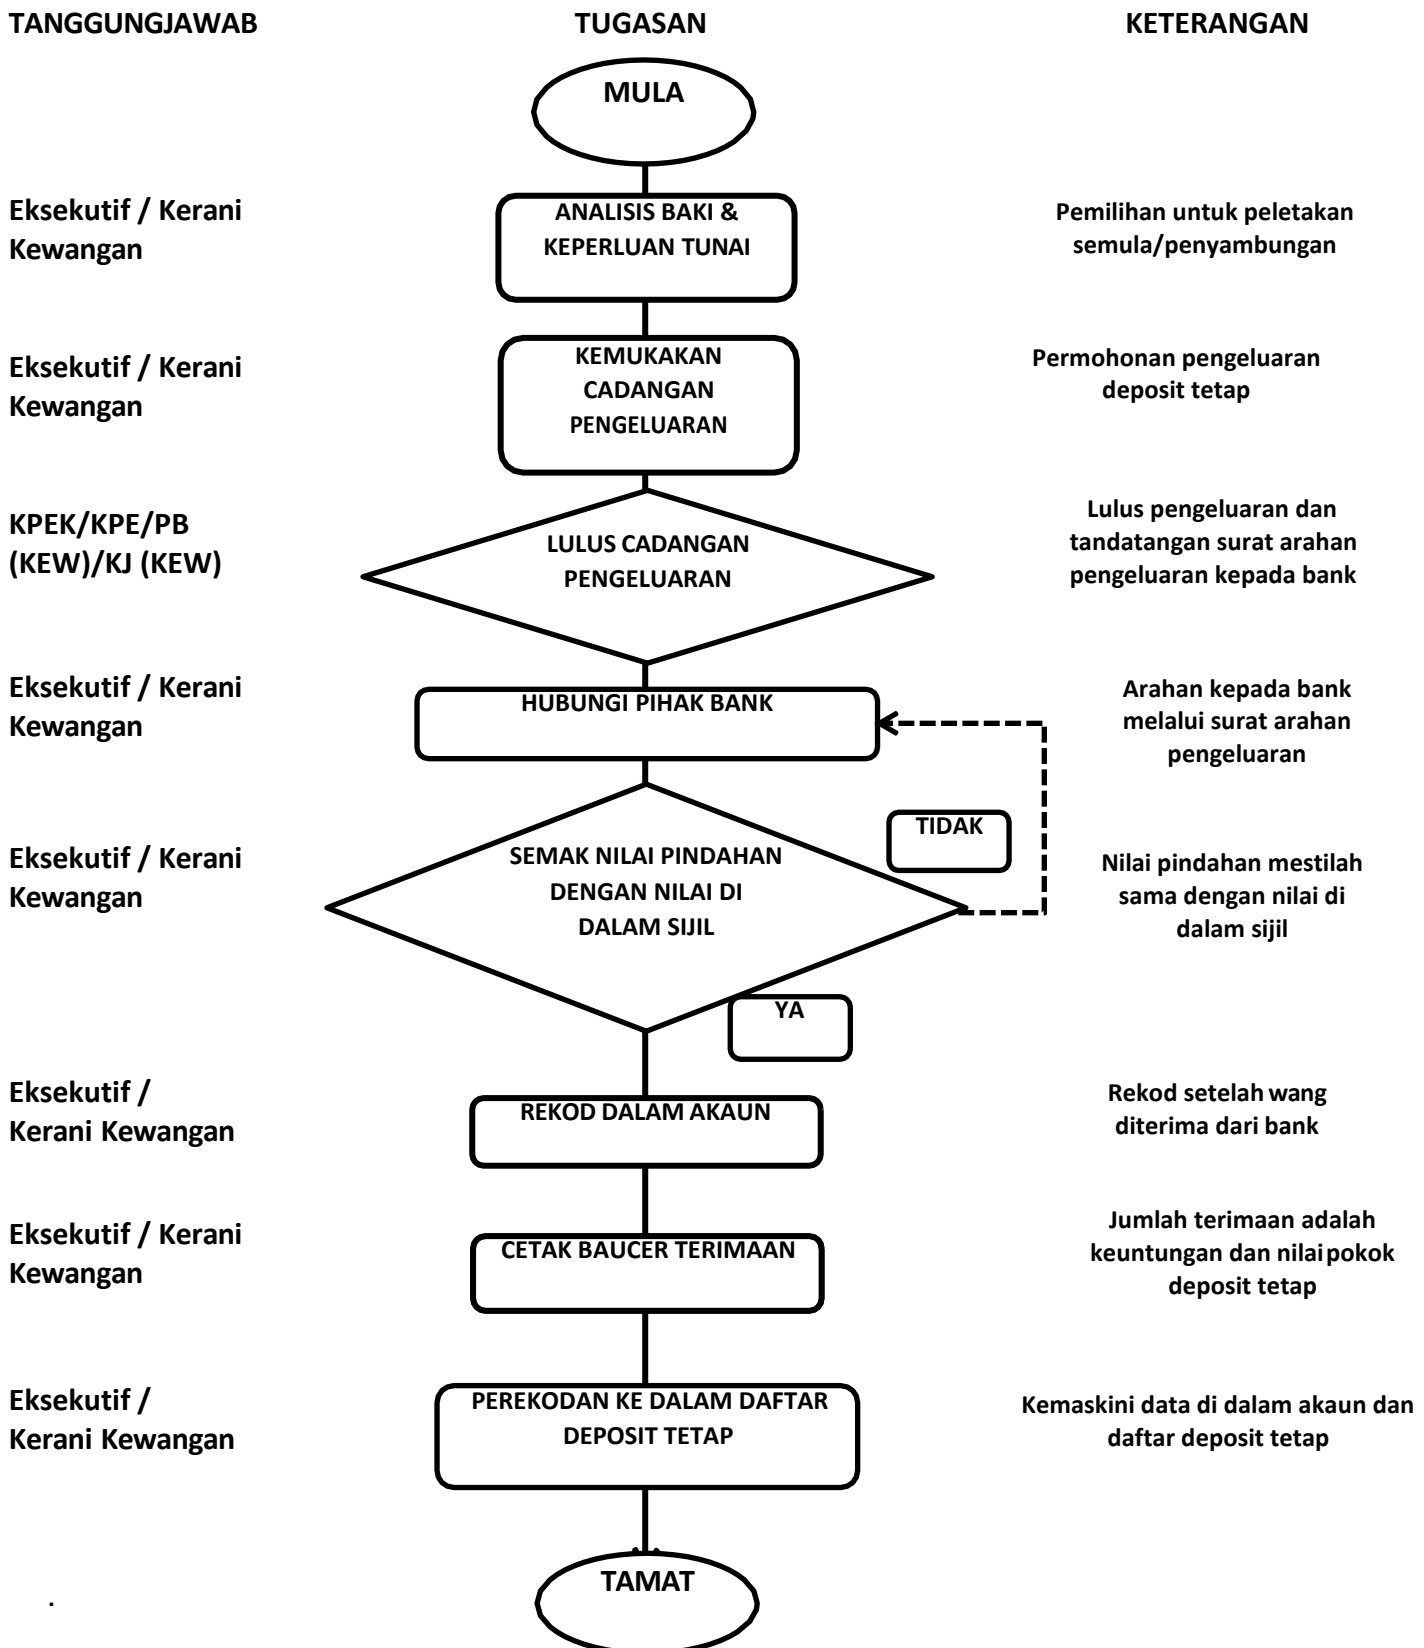 TANGGUNGJAWAB TUGASAN KETERANGAN
MULA
Eksekutif / Kerani
Kewangan
ANALISIS BAKI &
KEPERLUAN TUNAI
Pemilihan untuk peletakan
semula/penyambungan
Eksekutif / Kerani
Kewangan
KEMUKAKAN
CADANGAN
PENGELUARAN
Permohonan pengeluaran
deposit tetap
KPEK/KPE/PB
(KEW)/KJ (KEW)
LULUS CADANGAN
PENGELUARAN
Lulus pengeluaran dan
tandatangan surat arahan
pengeluaran kepada bank
Eksekutif / Kerani
Kewangan
HUBUNGI PIHAK BANK
Arahan kepada bank
melalui surat arahan
pengeluaran
Eksekutif / Kerani
Kewangan
SEMAK NILAI PINDAHAN
DENGAN NILAI DI
DALAM SIJIL
TIDAK
Nilai pindahan mestilah
sama dengan nilai di
dalam sijil
YA
Eksekutif /
Kerani Kewangan
REKOD DALAM AKAUN
Rekod setelah wang
diterima dari bank
Eksekutif / Kerani
Kewangan
CETAK BAUCER TERIMAAN
Jumlah terimaan adalah
keuntungan dan nilai pokok
deposit tetap
Eksekutif /
Kerani Kewangan
PEREKODAN KE DALAM DAFTAR
DEPOSIT TETAP
Kemaskini data di dalam akaun dan
daftar deposit tetap
TAMAT
.